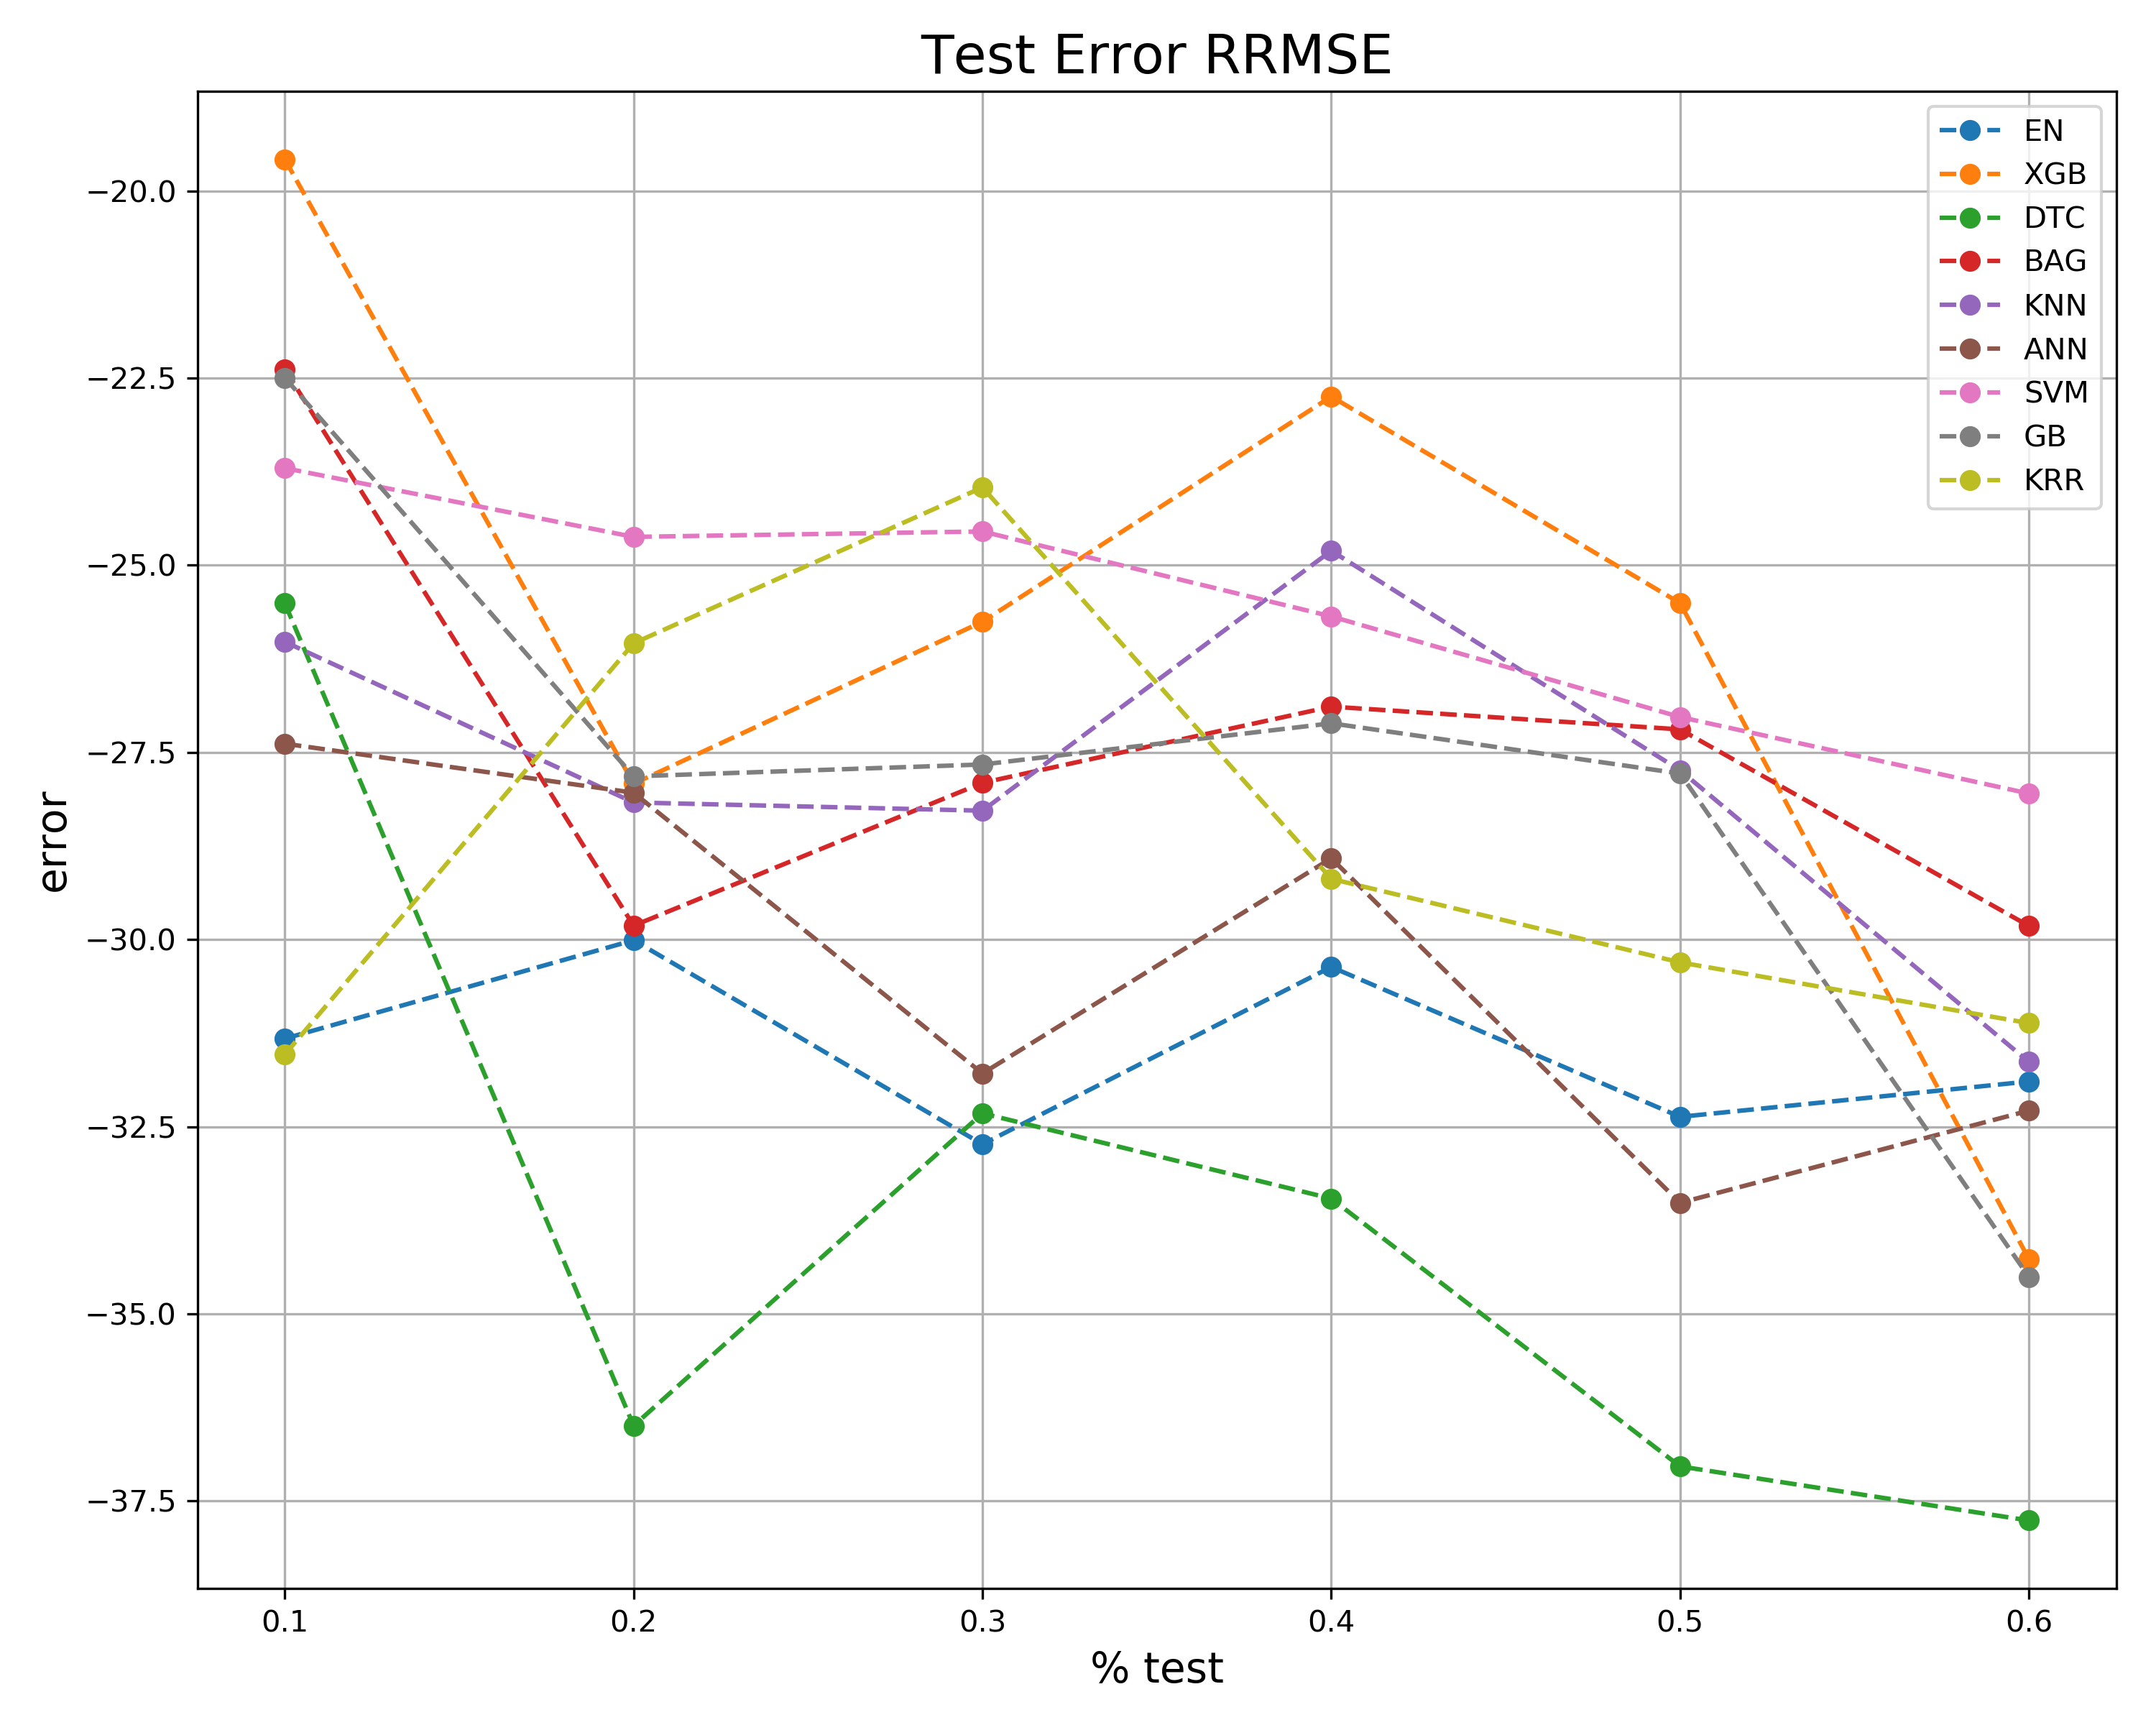 Test Error RRMSE
EN
XGB
DTC
BAG
KNN
ANN
SVM
GB
KRR
−20.0
−22.5
−25.0
−27.5
−30.0
−32.5
−35.0
−37.5
error
0.1 0.2 0.3 0.4 0.5 0.6
% test